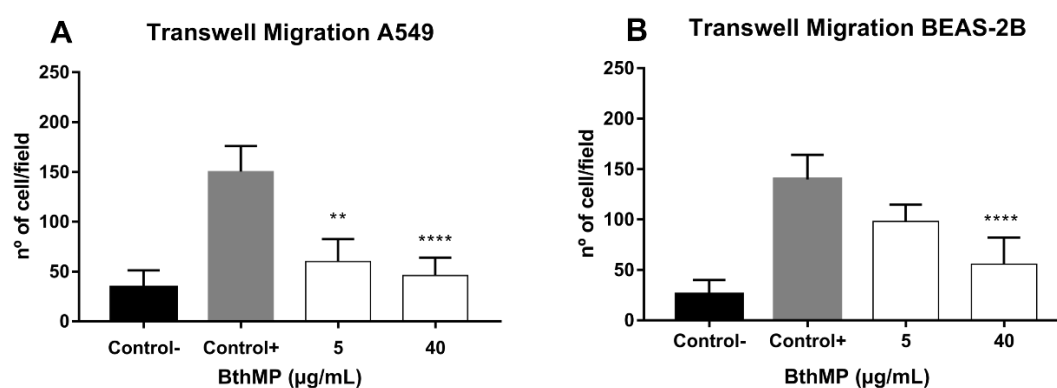 A
Transwell Migration A549
nº of cell/field
250
200
150
100
50
0
**
****
Control-
Control+
5
40
BthMP (µg/mL)
B
Transwell Migration BEAS-2B
nº of cell/field
250
200
150
100
50
0
****
Control-
Control+
5
40
BthMP (µg/mL)